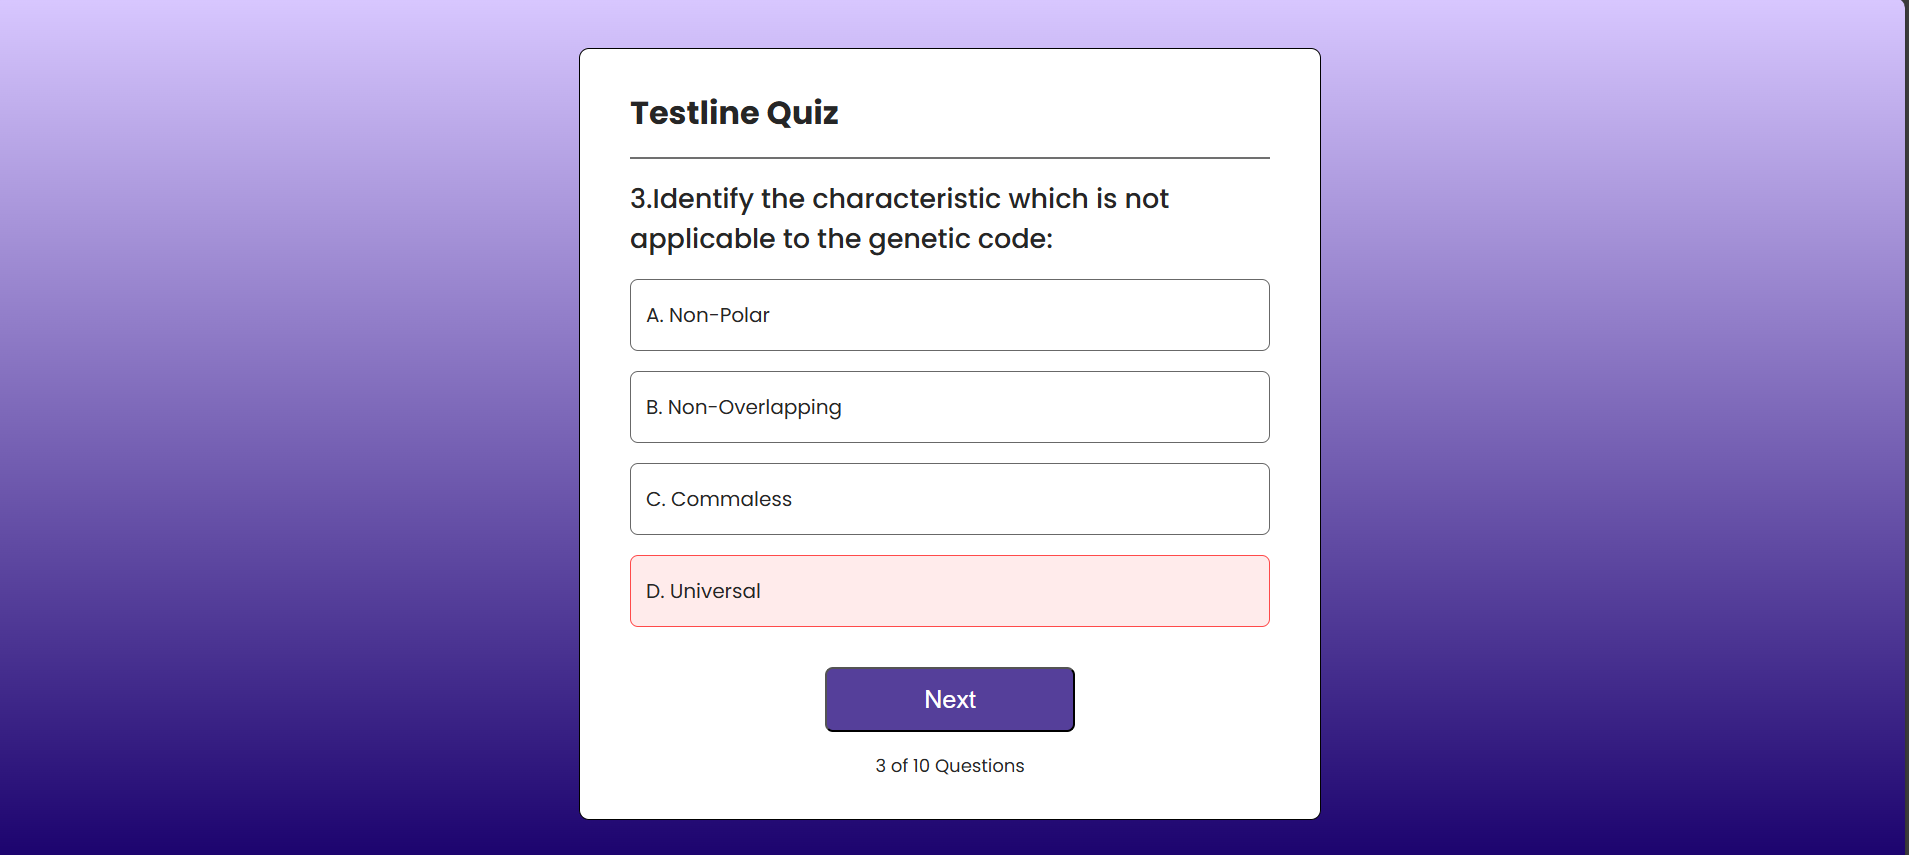 Testline Quiz
3.Identify the characteristic which is not
applicable to the genetic code:
A. Non-Polar
B. Non-Overlapping
C. Commaless
D. Universal
Next
3 of 10 Questions